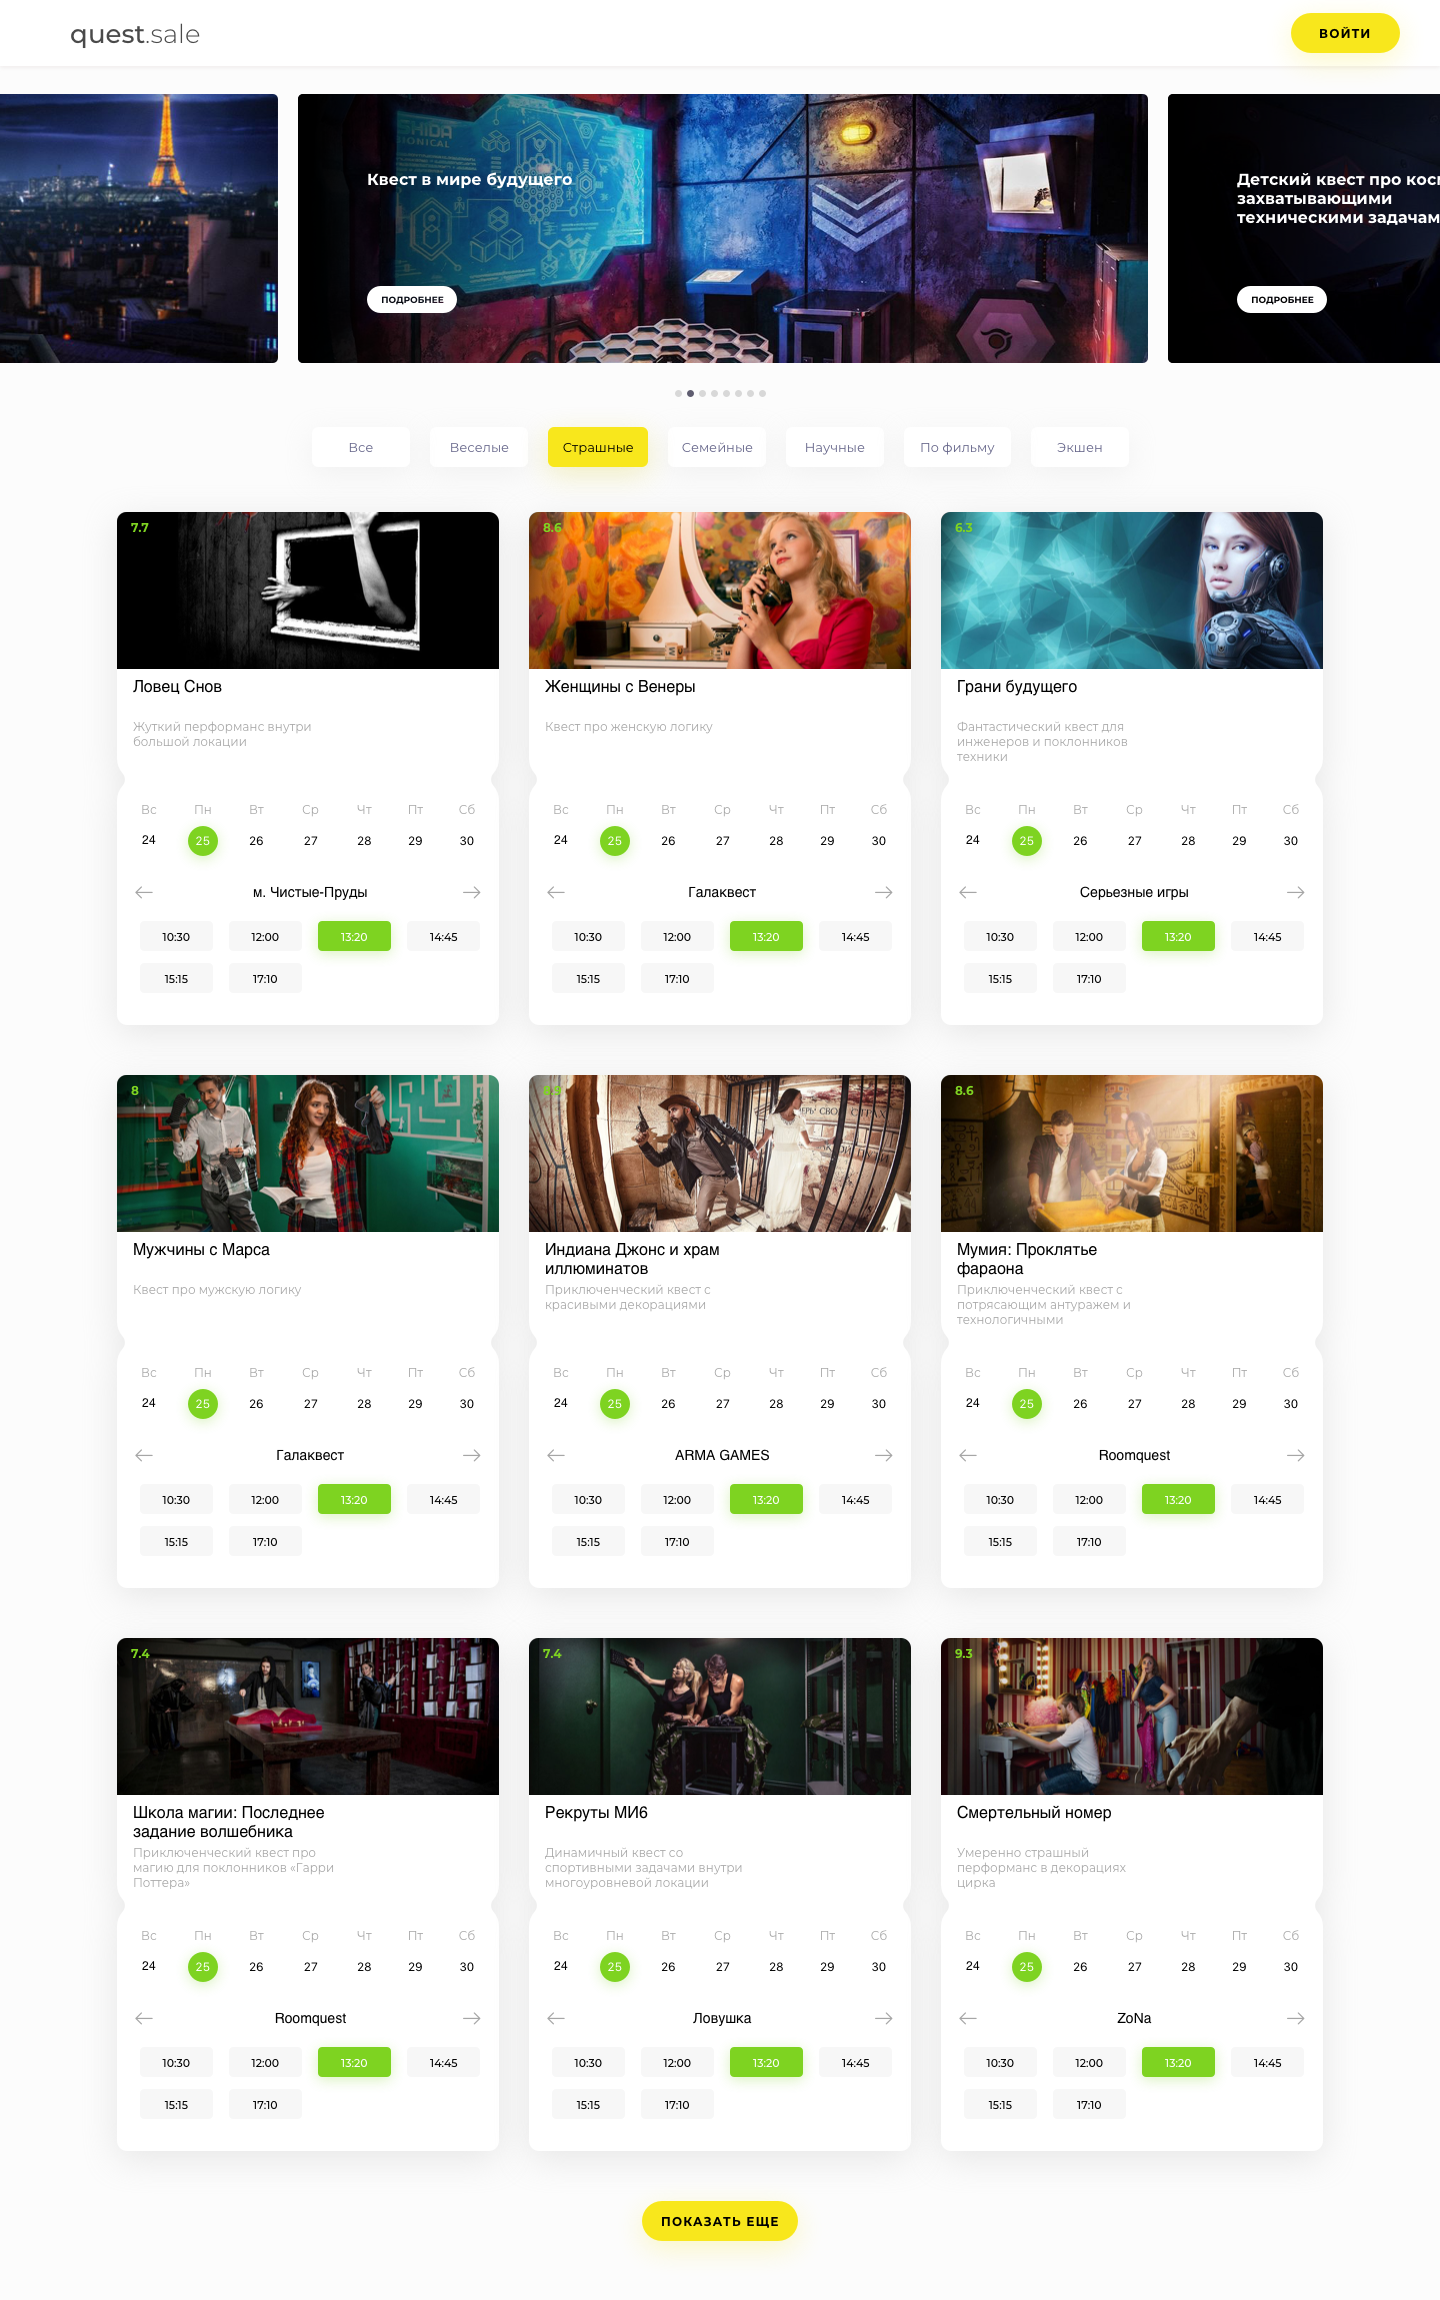 quest.sale
ВОЙТИ
Квест в мире будущего
ПОДРОБНЕЕ
Детский квест про
захватывающими
техническими
ПОДРОБНЕЕ
Все Веселые Страшные Семейные Научные По фильму Экшен
7.7
Ловец Снов
Жуткий перформанс внутри
большой локации
Вс Пн Вт Ср Чт Пт Сб
24 25 26 27 28 29 30
м. Чистые-Пруды
10:30 12:00 13:20 14:45
15:15 17:10
8.6
Женщины с Венеры
Квест про женскую логику
Вс Пн Вт Ср Чт Пт Сб
24 25 26 27 28 29 30
Галаквест
10:30 12:00 13:20 14:45
15:15 17:10
6.3
Грани будущего
Фантастический квест для
инженеров и поклонников
техники
Вс Пн Вт Ср Чт Пт Сб
24 25 26 27 28 29 30
Серьезные игры
10:30 12:00 13:20 14:45
15:15 17:10
8
Мужчины с Марса
Квест про мужскую логику
Вс Пн Вт Ср Чт Пт Сб
24 25 26 27 28 29 30
Галаквест
10:30 12:00 13:20 14:45
15:15 17:10
Индиана Джонс и храм
иллюминатов
Приключенческий квест с
красивыми декорациями
Вс Пн Вт Ср Чт Пт Сб
24 25 26 27 28 29 30
ARMA GAMES
10:30 12:00 13:20 14:45
15:15 17:10
8.6
Мумия: Проклятье
фараона
Приключенческий квест с
потрясающим антуражем и
технологичными
Вс Пн Вт Ср Чт Пт Сб
24 25 26 27 28 29 30
Roomquest
10:30 12:00 13:20 14:45
15:15 17:10
7.4
Школа магии: Последнее
задание волшебника
Приключенческий квест про
магию для поклонников «Гарри
Поттера»
Вс Пн Вт Ср Чт Пт Сб
24 25 26 27 28 29 30
Roomquest
10:30 12:00 13:20 14:45
15:15 17:10
7.4
Рекруты МИ6
Динамичный квест со
спортивными задачами внутри
многоуровневой локации
Вс Пн Вт Ср Чт Пт Сб
24 25 26 27 28 29 30
Ловушка
10:30 12:00 13:20 14:45
15:15 17:10
9.3
Смертельный номер
Умеренно страшный
перформанс в декорациях
цирка
Вс Пн Вт Ср Чт Пт Сб
24 25 26 27 28 29 30
ZoNa
10:30 12:00 13:20 14:45
15:15 17:10
ПОКАЗАТЬ ЕЩЕ